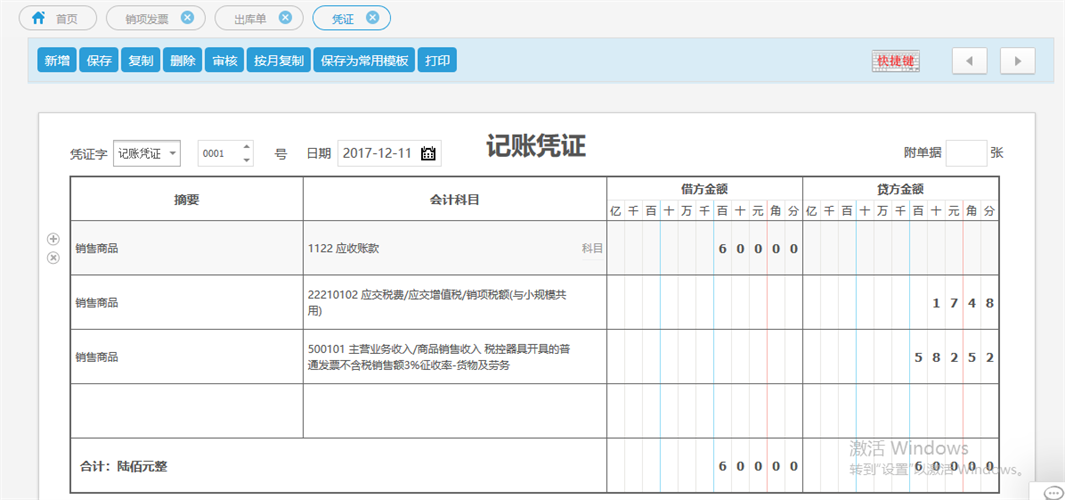 首页 销项发票 出库单 凭证
新增 保存 复制 删除 审核 按月复制 保存为常用模板 打印 快捷键
记账凭证
凭证字 记账凭证 0001 号 日期 2017-12-11 附单据 张
摘要 会计科目 借方金额 贷方金额
亿 千 百 十 万 千 百 十 元 角 分 亿 千 百 十 万 千 百 十 元 角 分
销售商品 1122 应收账款 科目 6 0 0 0 0
销售商品 22210102 应交税费/应交增值税/销项税额(与小规模共
用) 1 7 4 8
销售商品 500101 主营业务收入/商品销售收入 税控器具开具的普
通发票不含税销售额3%征收率-货物及劳务 5 8 2 5 2
合计：陆佰元整 6 0 0 0 0 6 0 0 0 0
激活 Windows
转到"设置"以激活 Windows。